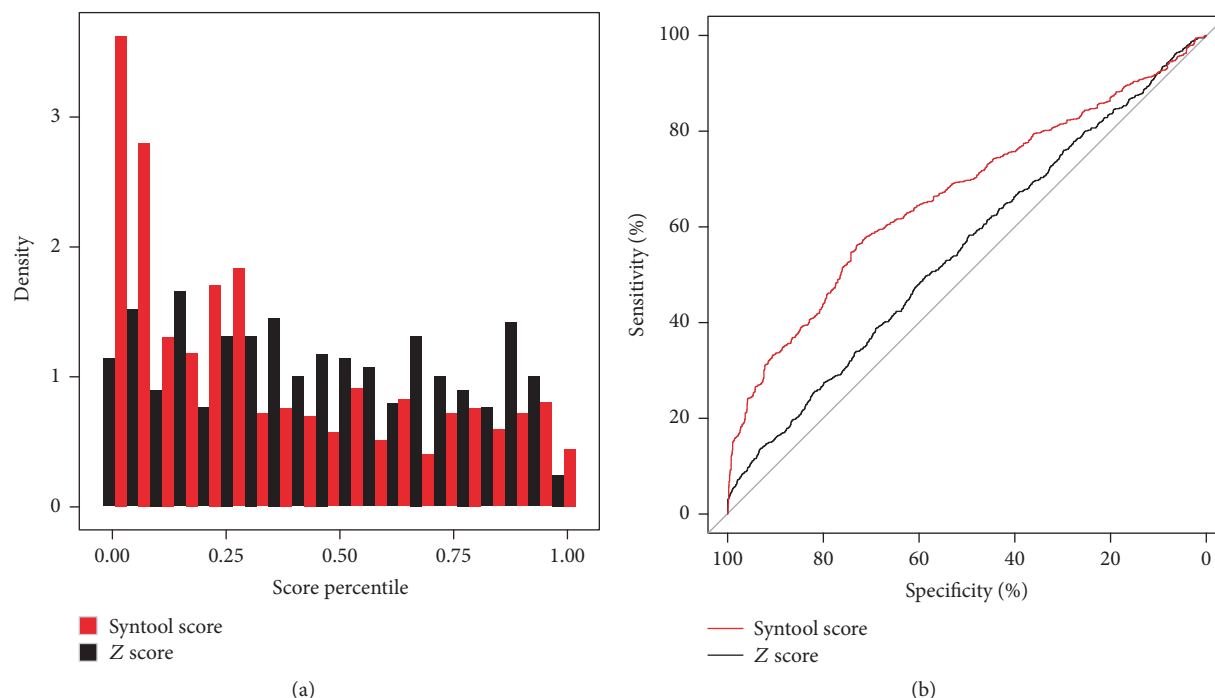 3
2
1
0
Density
0.00 0.25 0.50 0.75 1.00
Score percentile
Syntool score
Z score
(a)
100
80
60
40
20
0
Sensitivity (%)
100 80 60 40 20 0
Specificity (%)
Syntool score
Z score
(b)